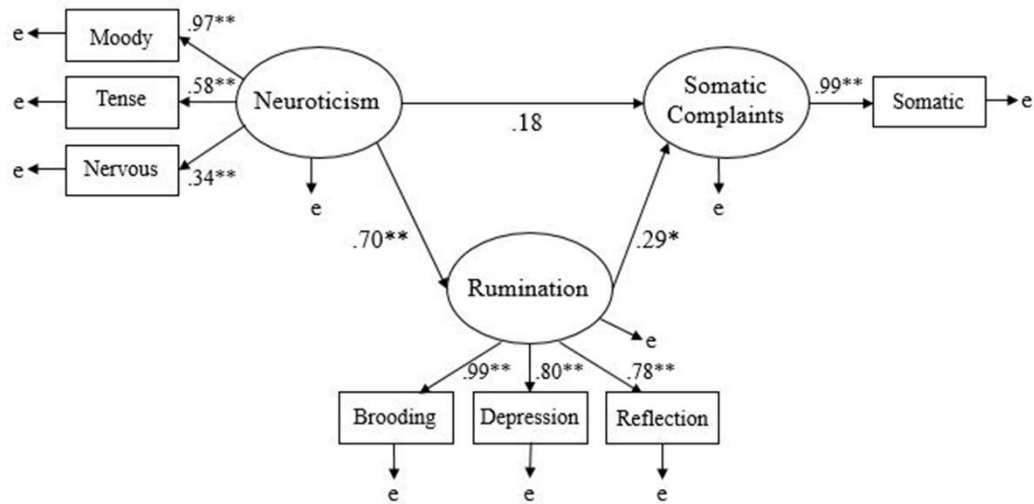 Moody
.97**
e
Tense
.58**
e
Nervous
.34**
e
Neuroticism
e
.18
Somatic
Complaints
e
.99**
Somatic
e
.70**
.29*
Rumination
e
.99**
.80**
.78**
Brooding
Depression
Reflection
e
e
e